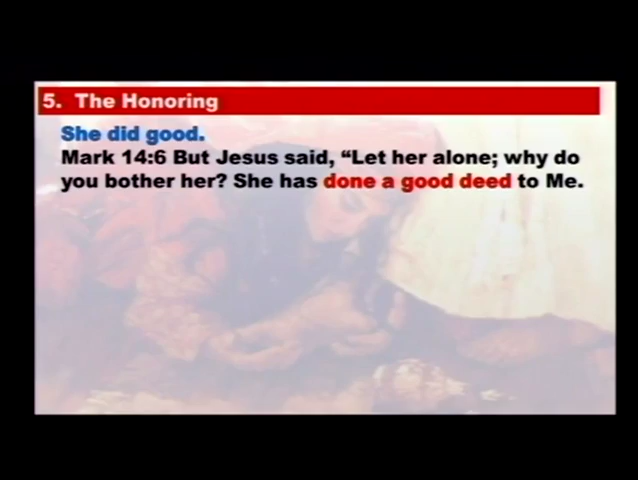 5. The Honoring
She did good.
Mark 14:6 But Jesus said, “Let her alone; why do
you bother her? She has done a good deed to Me.